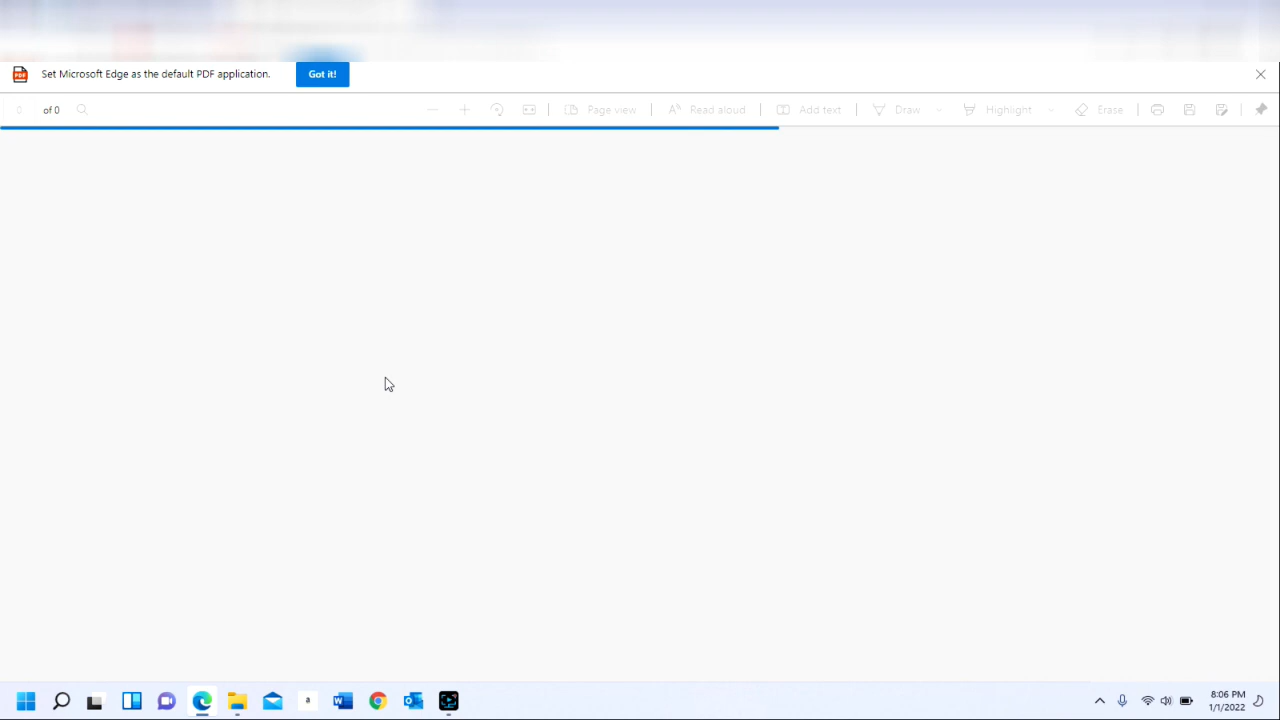 Set Microsoft Edge as the default PDF application. Got it!
0 of 0 Page view Read aloud Add text Draw Highlight Erase
8:06 PM
1/1/2022